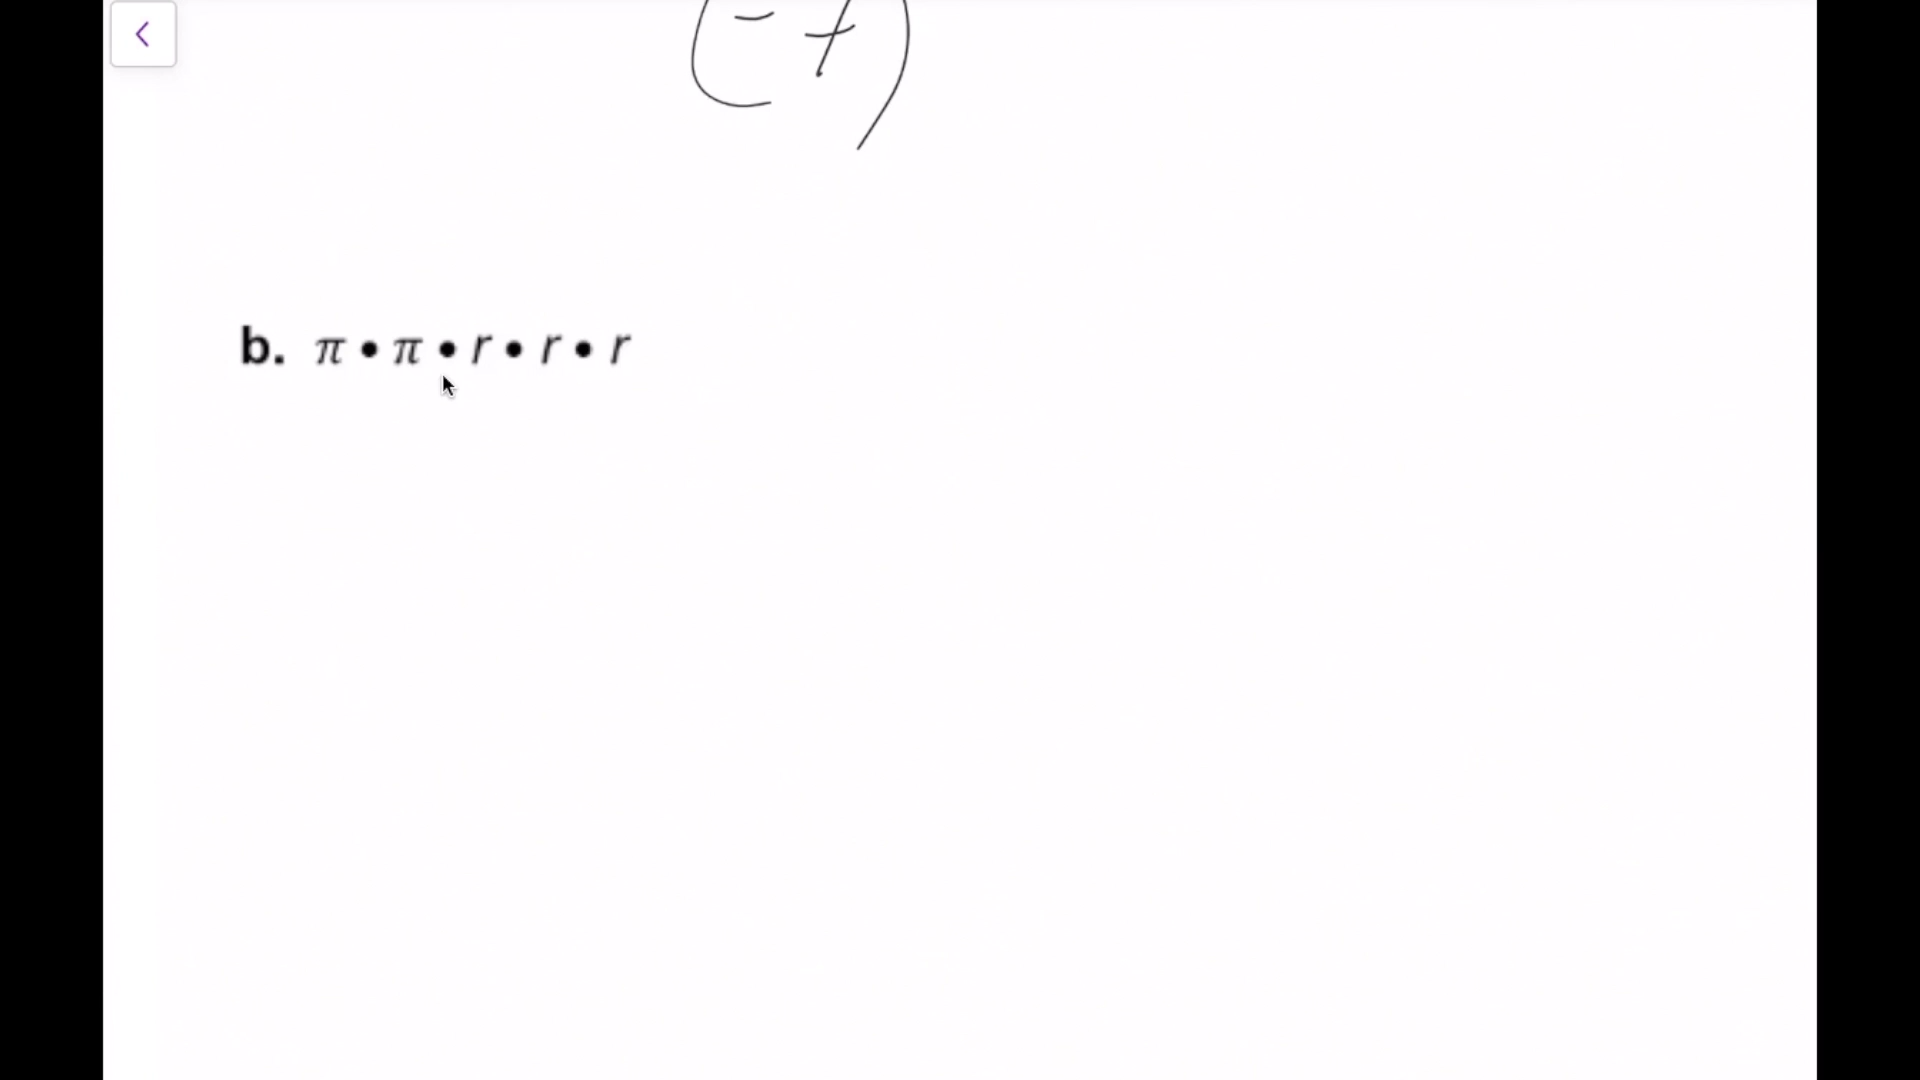 (-7)
b. π • π • r • r • r